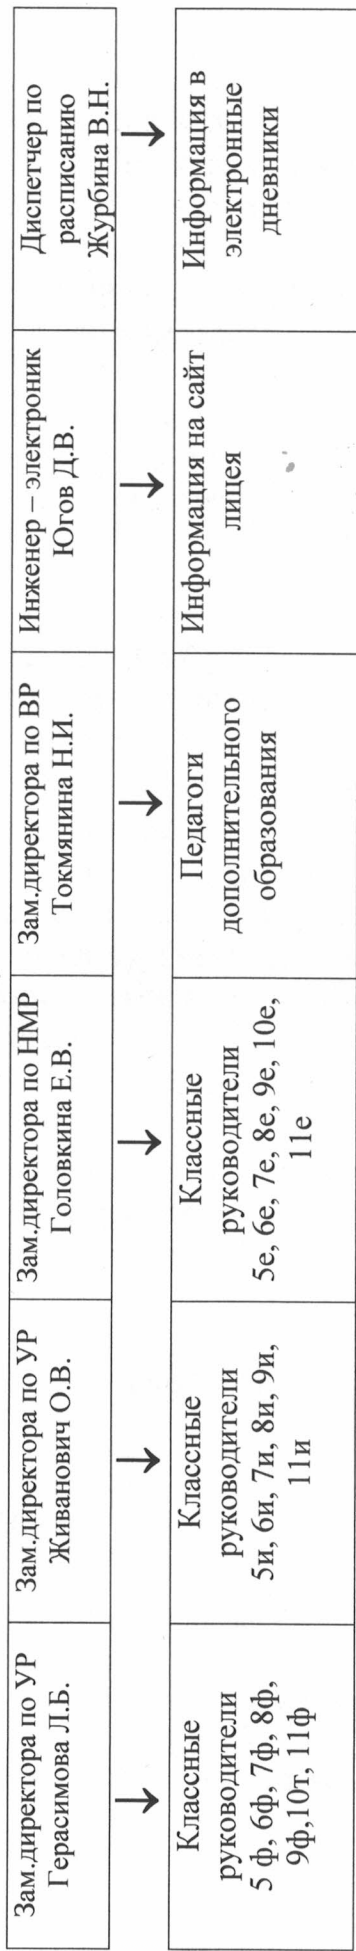 Зам.директора по УР
Герасимова Л.Б.
Зам.директора по УР
Живанович О.В.
Зам.директора по НМР
Головкина Е.В.
Зам.директора по ВР
Токмянина Н.И.
Инженер – электроник
Югов Д.В.
Диспетчер по
расписанию
Журбина В.Н.
Классные
руководители
5 ф, 6ф, 7ф, 8ф,
9ф,10т, 11ф
Классные
руководители
5и, 6и, 7и, 8и, 9и,
11и
Классные
руководители
5е, 6е, 7е, 8е, 9е, 10е,
11е
Педагоги
дополнительного
образования
Информация на сайт
лицея
Информация в
электронные
дневники